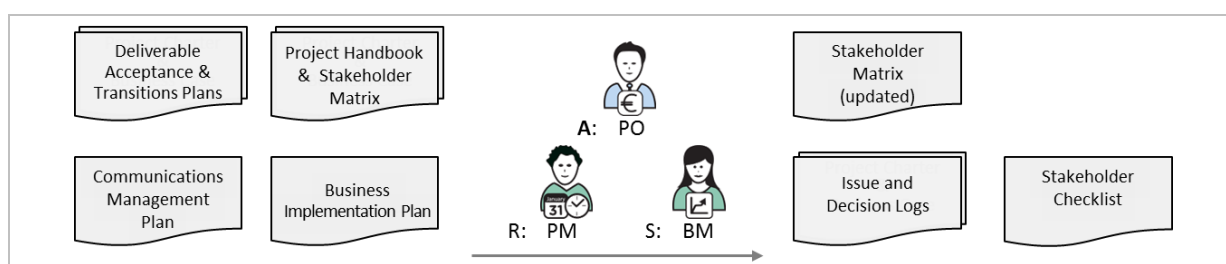 Deliverable
Acceptance &
Transitions Plans
Project Handbook
& Stakeholder
Matrix
Communications
Management
Plan
Business
Implementation Plan
€
A: PO
January
31
R: PM
S: BM
Stakeholder
Matrix
(updated)
Issue and
Decision Logs
Stakeholder
Checklist